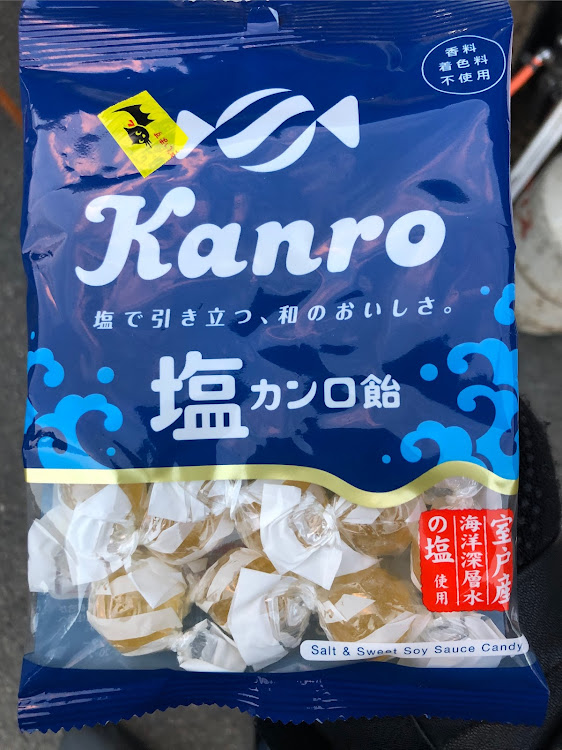 香料
着色料
不使用
Kanro
塩で引き立つ、和のおいしさ。
塩カンロ飴
室戸産
海洋深層水
の塩 使用
Salt & Sweet Soy Sauce Candy